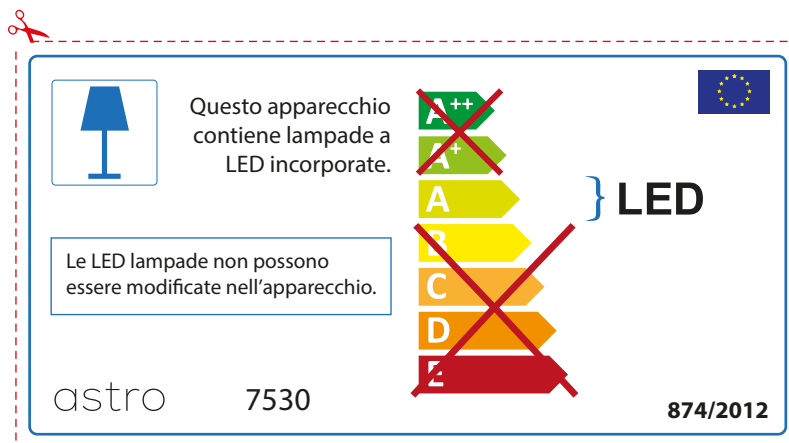 Questo apparecchio
contiene lampade a
LED incorporate.
A++
A+
A
B
C
D
E
LED
Le LED lampade non possono
essere modificate nell'apparecchio.
astro
7530
874/2012